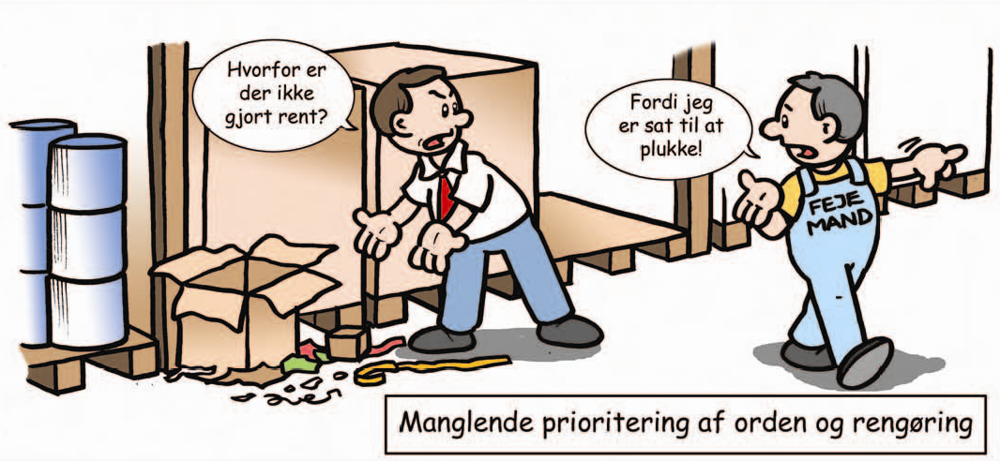 Hvorfor er
der ikke
gjort rent?
Fordi jeg
er sat til at
plukke!
FEJE
MAND
Manglende prioritering af orden og rengøring